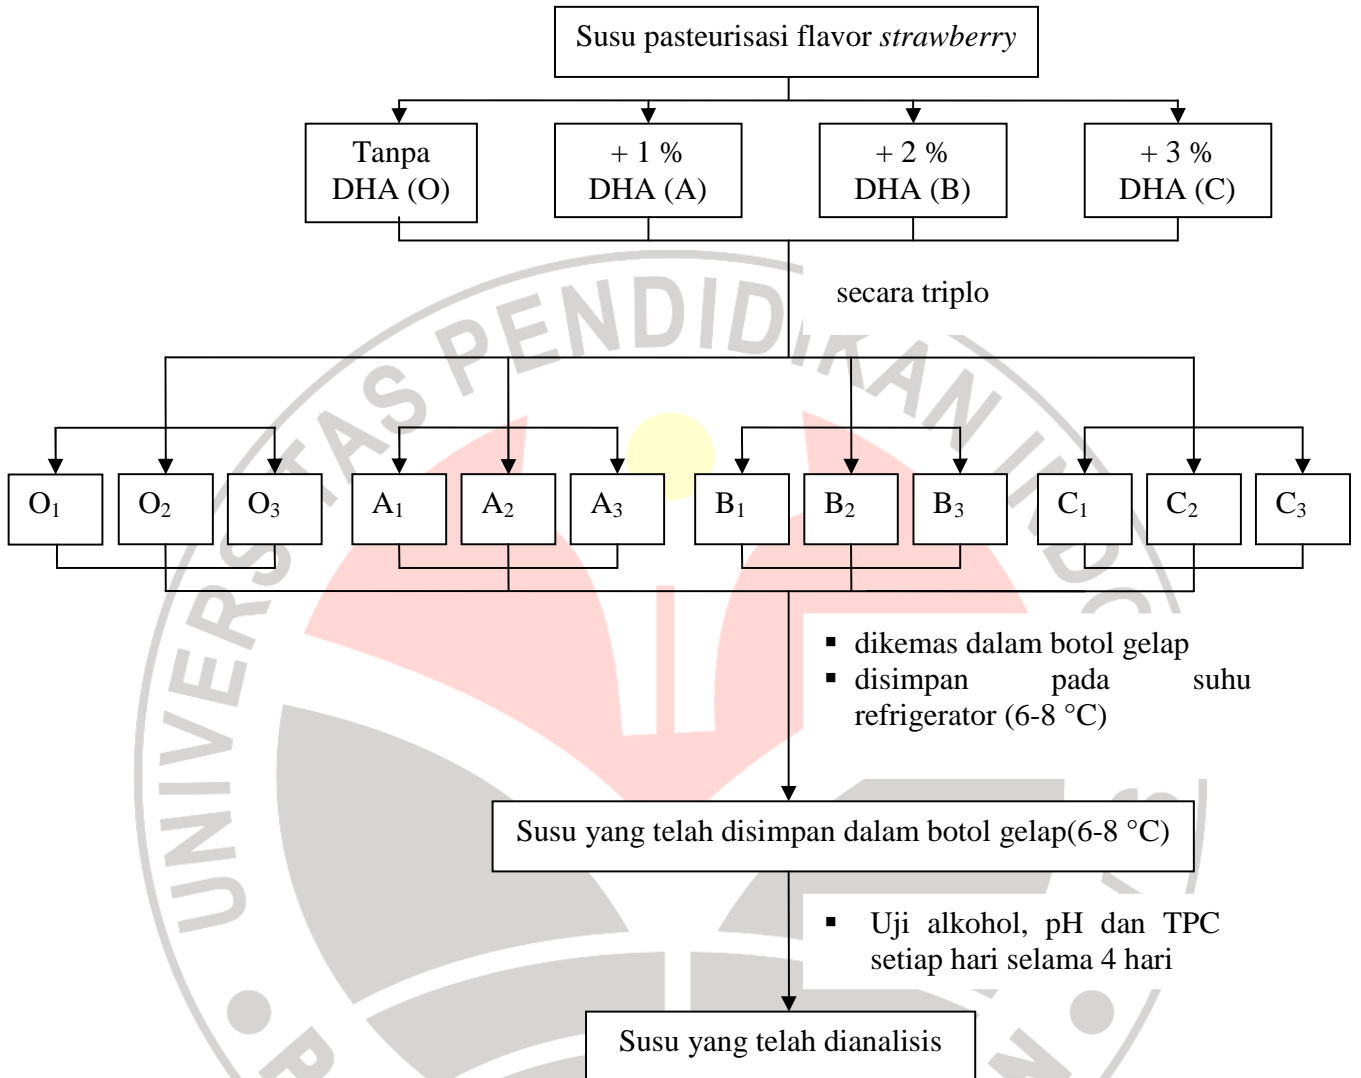 Susu pasteurisasi flavor strawberry
Tanpa
DHA (O)
+ 1 %
DHA (A)
+ 2 %
DHA (B)
+ 3 %
DHA (C)
secara triplo
O₁
O₂
O₃
A₁
A₂
A₃
B₁
B₂
B₃
C₁
C₂
C₃
▪ dikemas dalam botol gelap
▪ disimpan pada suhu
refrigerator (6-8 °C)
Susu yang telah disimpan dalam botol gelap(6-8 °C)
▪ Uji alkohol, pH dan TPC
setiap hari selama 4 hari
Susu yang telah dianalisis
UNIVERSITAS PENDIDIKAN INDO